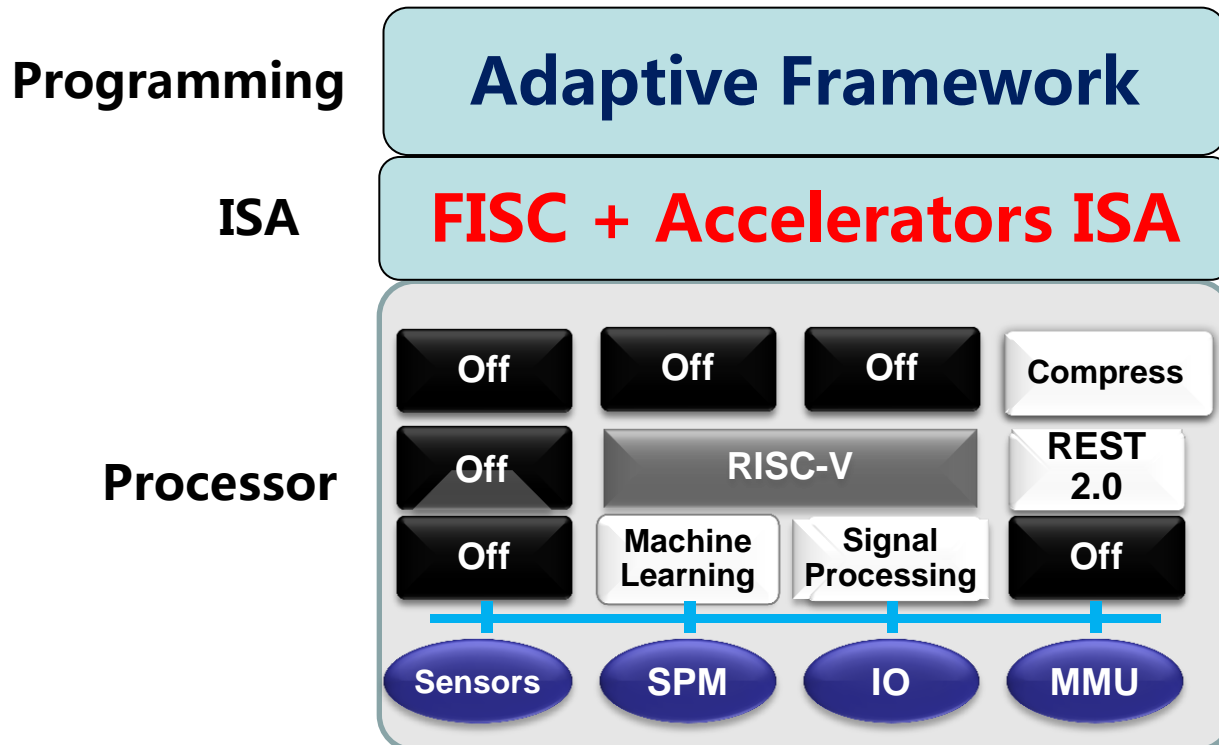 Programming
Adaptive Framework
ISA
FISC + Accelerators ISA
Processor
Off
Off
Off
Compress
Off
RISC-V
REST
2.0
Off
Machine
Learning
Signal
Processing
Off
Sensors
SPM
IO
MMU